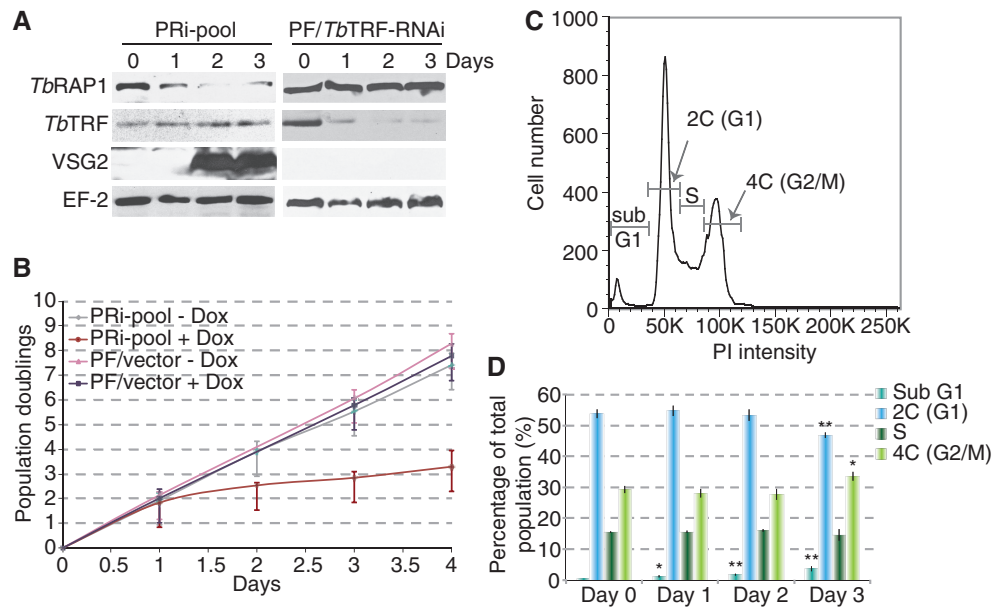 A
PRi-pool PF/TbTRF-RNAi
0 1 2 3 0 1 2 3 Days
TbRAP1
TbTRF
VSG2
EF-2
B
Population doublings
10
9
8
7
6
5
4
3
2
1
0
PRi-pool - Dox
PRi-pool + Dox
PF/vector - Dox
PF/vector + Dox
0 0.5 1 1.5 2 2.5 3 3.5 4
Days
C
Cell number
1000
800
600
400
200
0
2C (G1)
S
4C (G2/M)
sub
G1
0 50K 100K 150K 200K 250K
PI intensity
D
Percentage of total
population (%)
60
50
40
30
20
10
0
* ** ** ** *
Day 0 Day 1 Day 2 Day 3
Sub G1
2C (G1)
S
4C (G2/M)